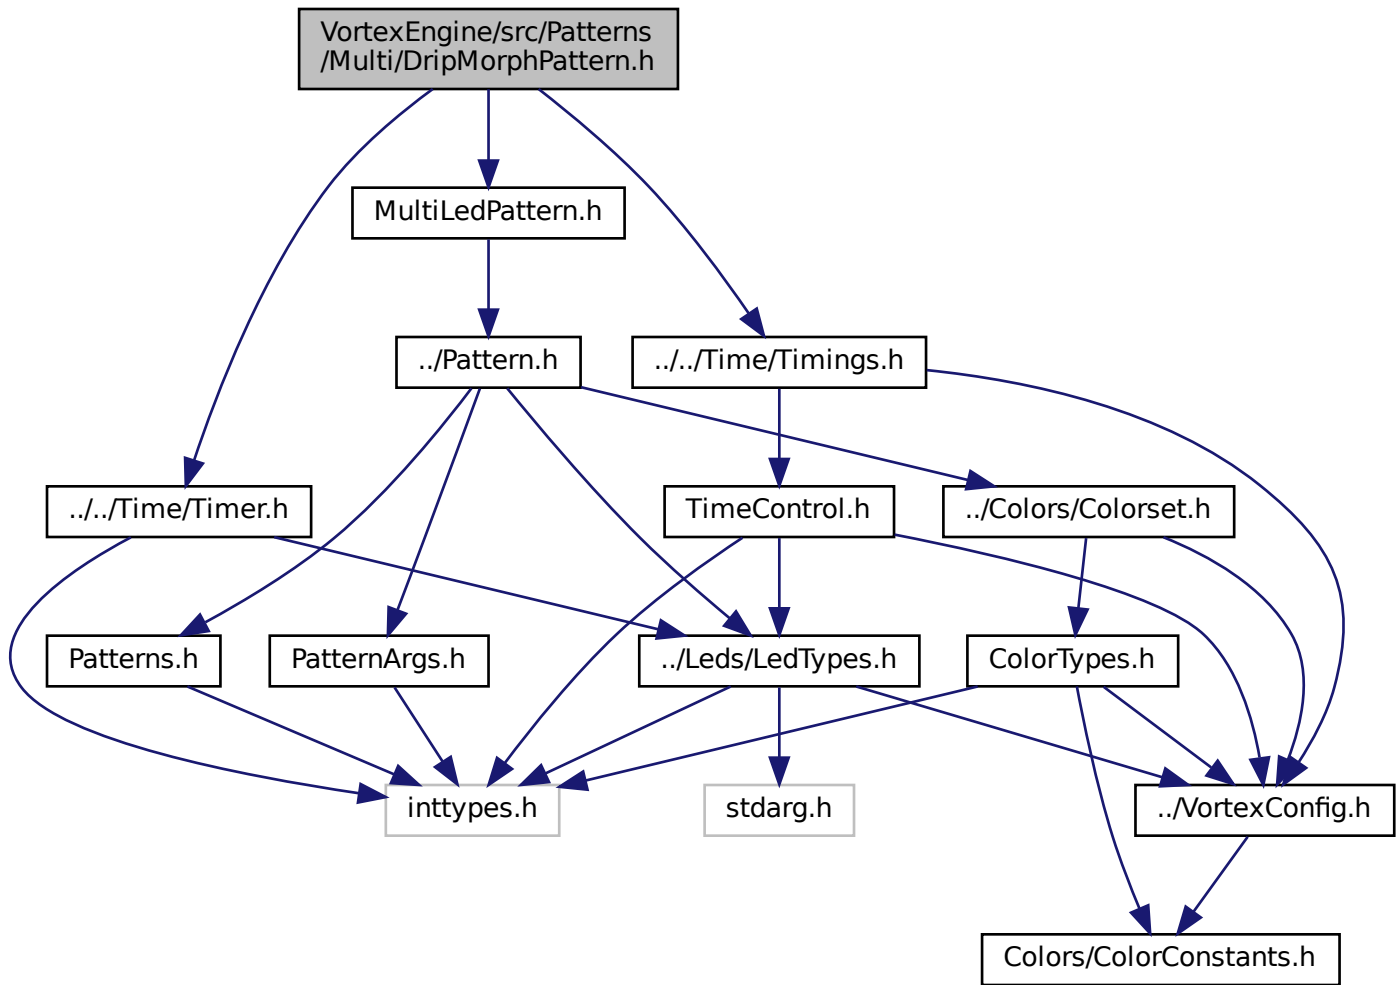 VortexEngine/src/Patterns
/Multi/DripMorphPattern.h
MultiLedPattern.h
../Pattern.h
../../Time/Timings.h
../../Time/Timer.h
TimeControl.h
../Colors/Colorset.h
Patterns.h
PatternArgs.h
../Leds/LedTypes.h
ColorTypes.h
inttypes.h
stdarg.h
../VortexConfig.h
Colors/ColorConstants.h